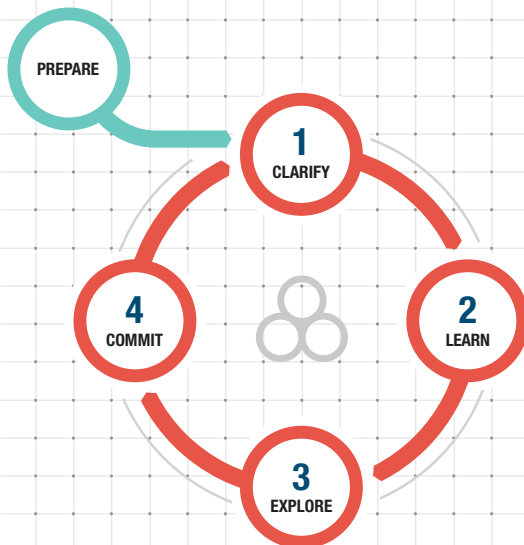 PREPARE
1
CLARIFY
2
LEARN
3
EXPLORE
4
COMMIT